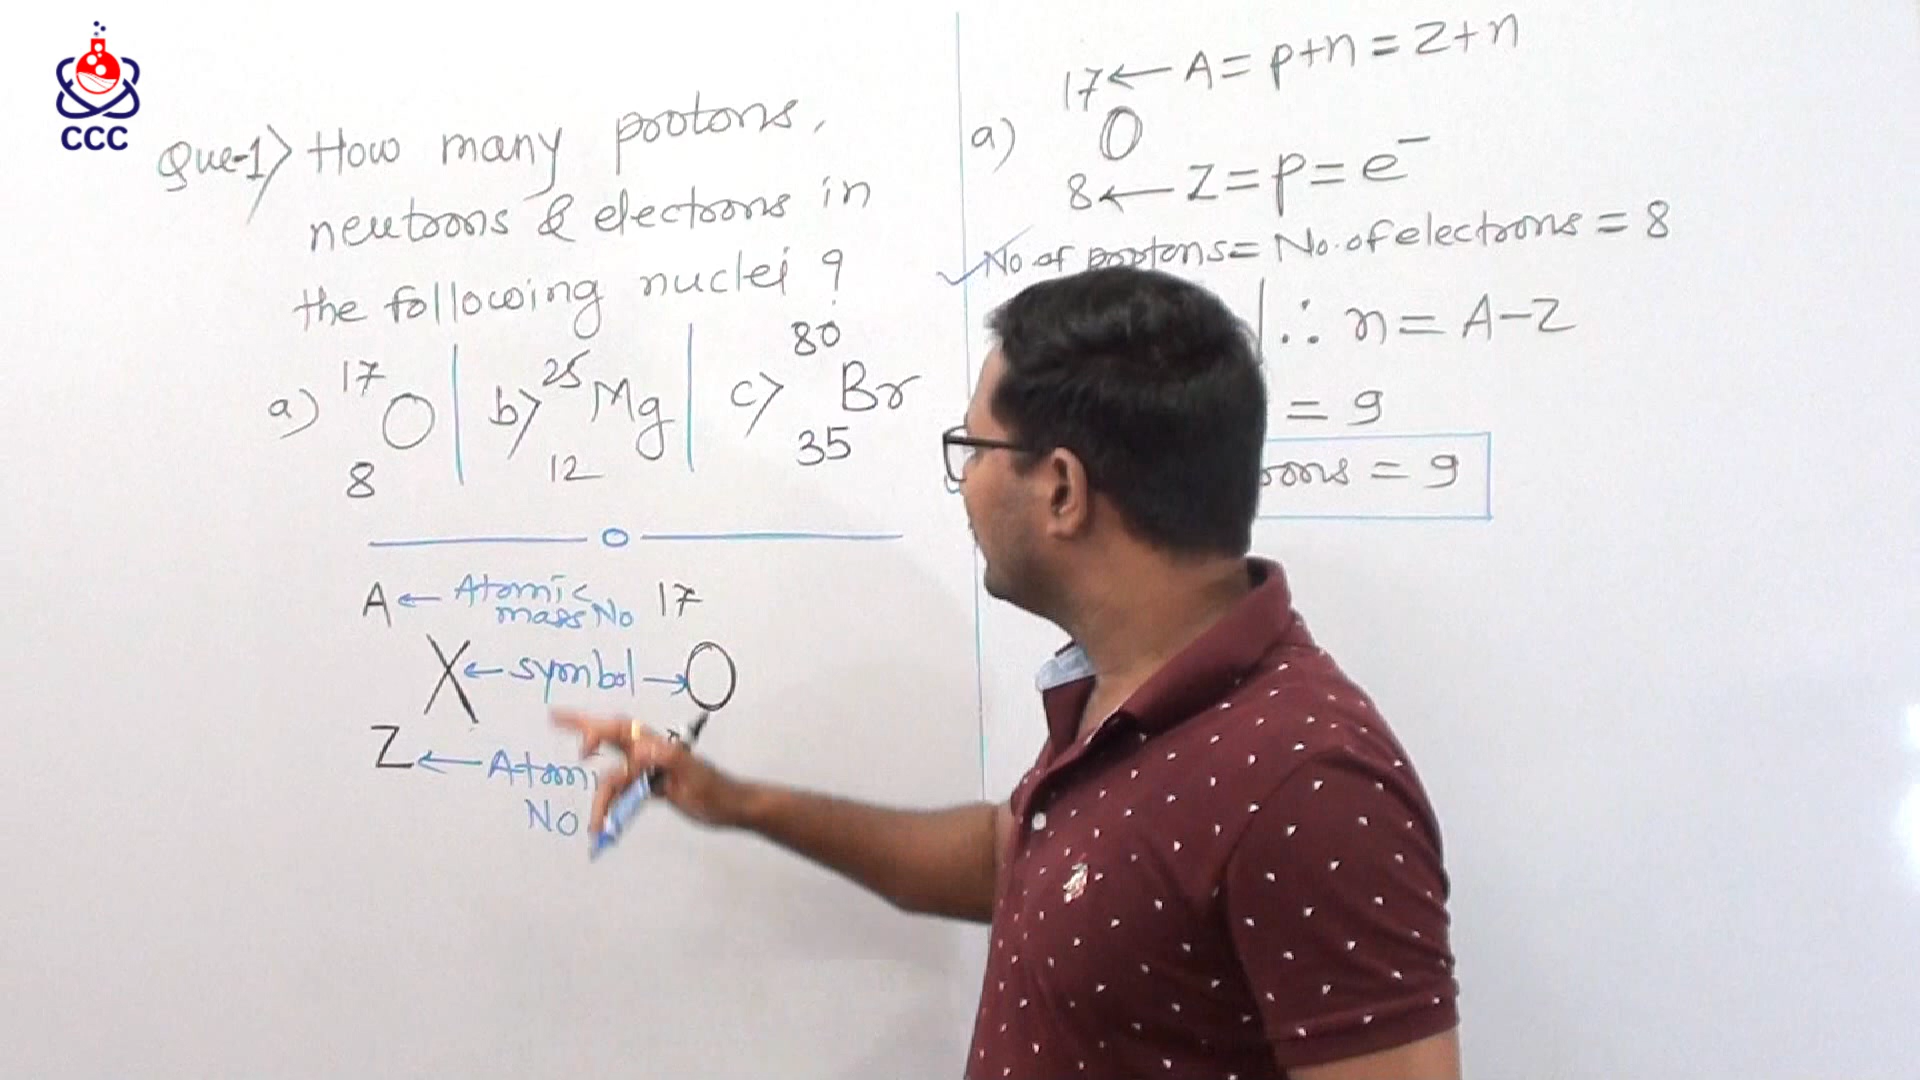 CCC
Que-1) How many protons,
neutrons & electrons in
the following nuclei ?
a) 17 O 8
b) 25 Mg 12
c) 80 Br 35
A ← Atomic mass No 17
X ← symbol → O
Z ← 
No
17 ← A = p+n = Z+n
a) O
8 ← Z = p = e⁻
No of protons = No. of electrons = 8
∴ n = A-Z
= 9
= 9